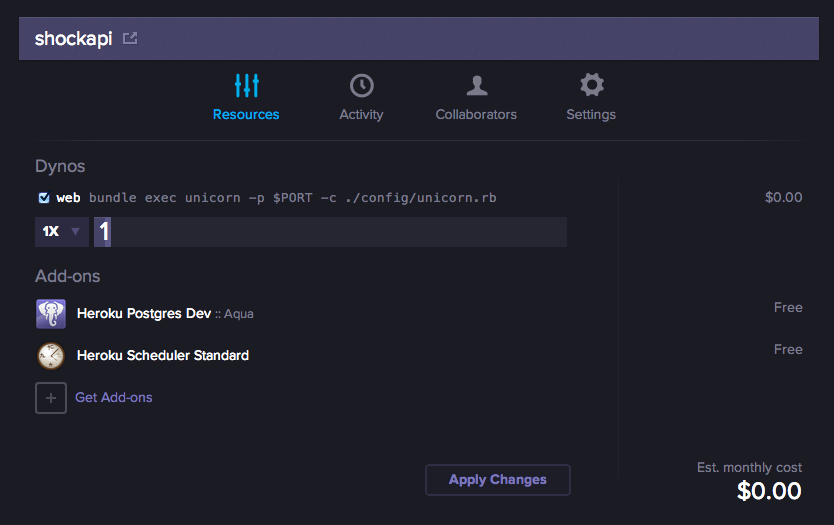 shockapi
Resources Activity Collaborators Settings
Dynos
web bundle exec unicorn -p $PORT -c ./config/unicorn.rb $0.00
1X 1
Add-ons
Heroku Postgres Dev :: Aqua Free
Heroku Scheduler Standard Free
+ Get Add-ons
Apply Changes
Est. monthly cost
$0.00